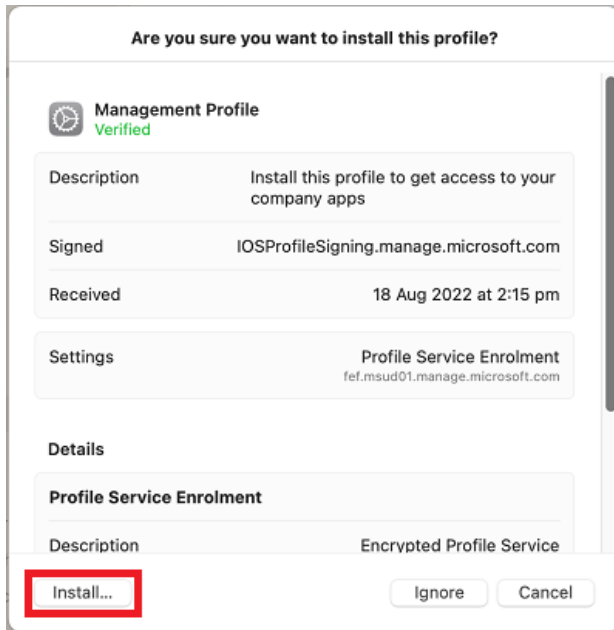 Are you sure you want to install this profile?
Management Profile
Verified
Description
Install this profile to get access to your
company apps
Signed
IOSProfileSigning.manage.microsoft.com
Received
18 Aug 2022 at 2:15 pm
Settings
Profile Service Enrolment
fef.msud01.manage.microsoft.com
Details
Profile Service Enrolment
Description
Encrypted Profile Service
Install...
Ignore
Cancel